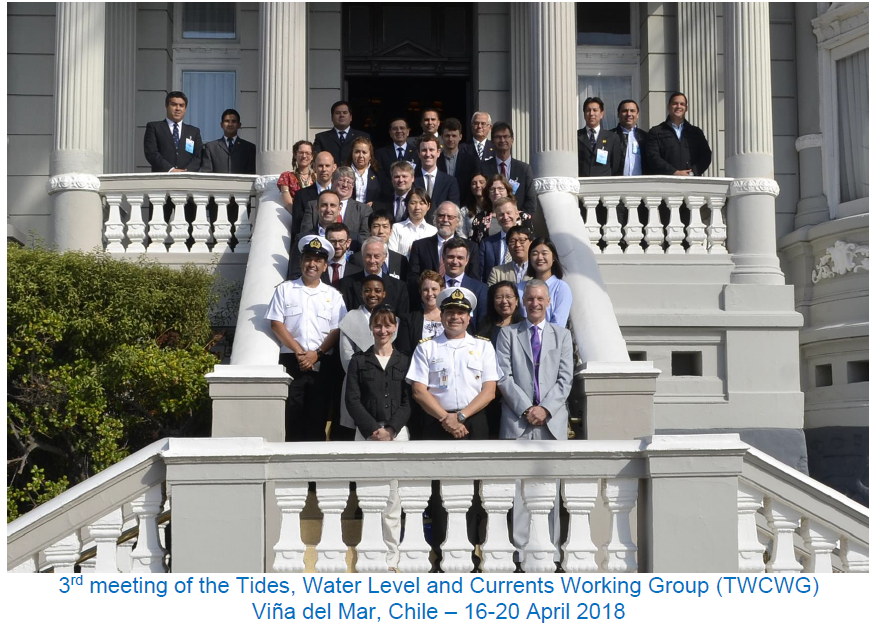 3rd meeting of the Tides, Water Level and Currents Working Group (TWCWG)
Viña del Mar, Chile – 16-20 April 2018